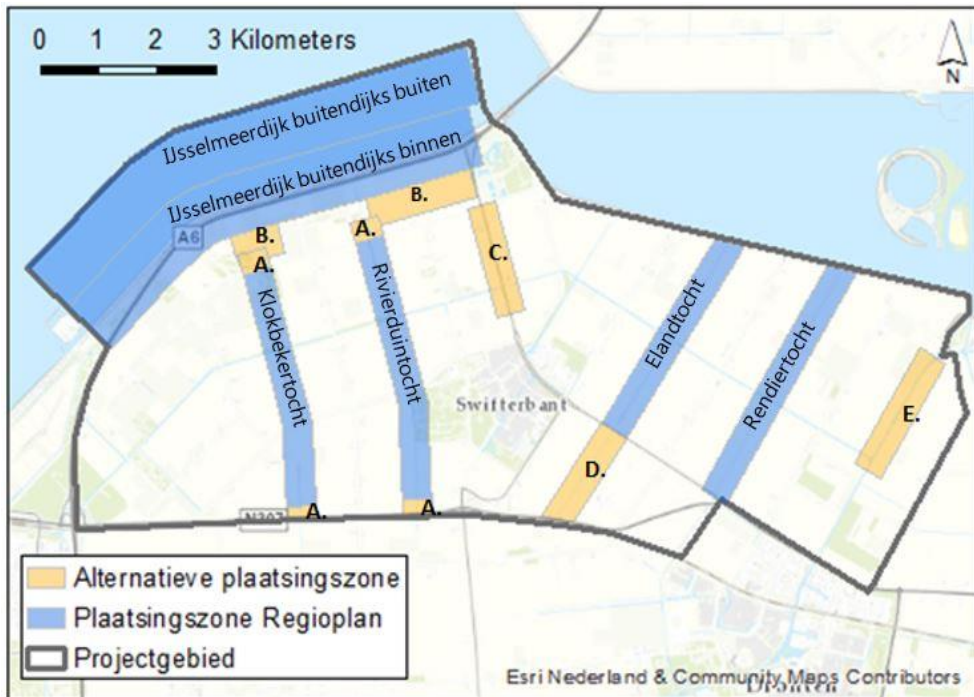 0 1 2 3 Kilometers
N
IJsselmeerdijk buitendijks buiten
IJsselmeerdijk buitendijks binnen
A6
B.
B.
A.
A.
C.
Klokbekertocht
Rivierduintocht
Elandtocht
Rendiertocht
Swifterbant
E.
D.
A.
A.
N307
Alternatieve plaatsingszone
Plaatsingszone Regioplan
Projectgebied
Esri Nederland & Community Maps Contributors
Dronten